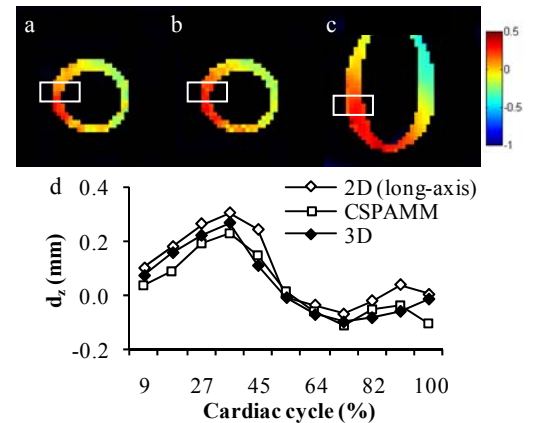 a
b
c
0.5
0
-0.5
-1
d
0.4
0.2
0.0
-0.2
d_z (mm)
2D (long-axis)
CSPAMM
3D
9 27 45 64 82 100
Cardiac cycle (%)